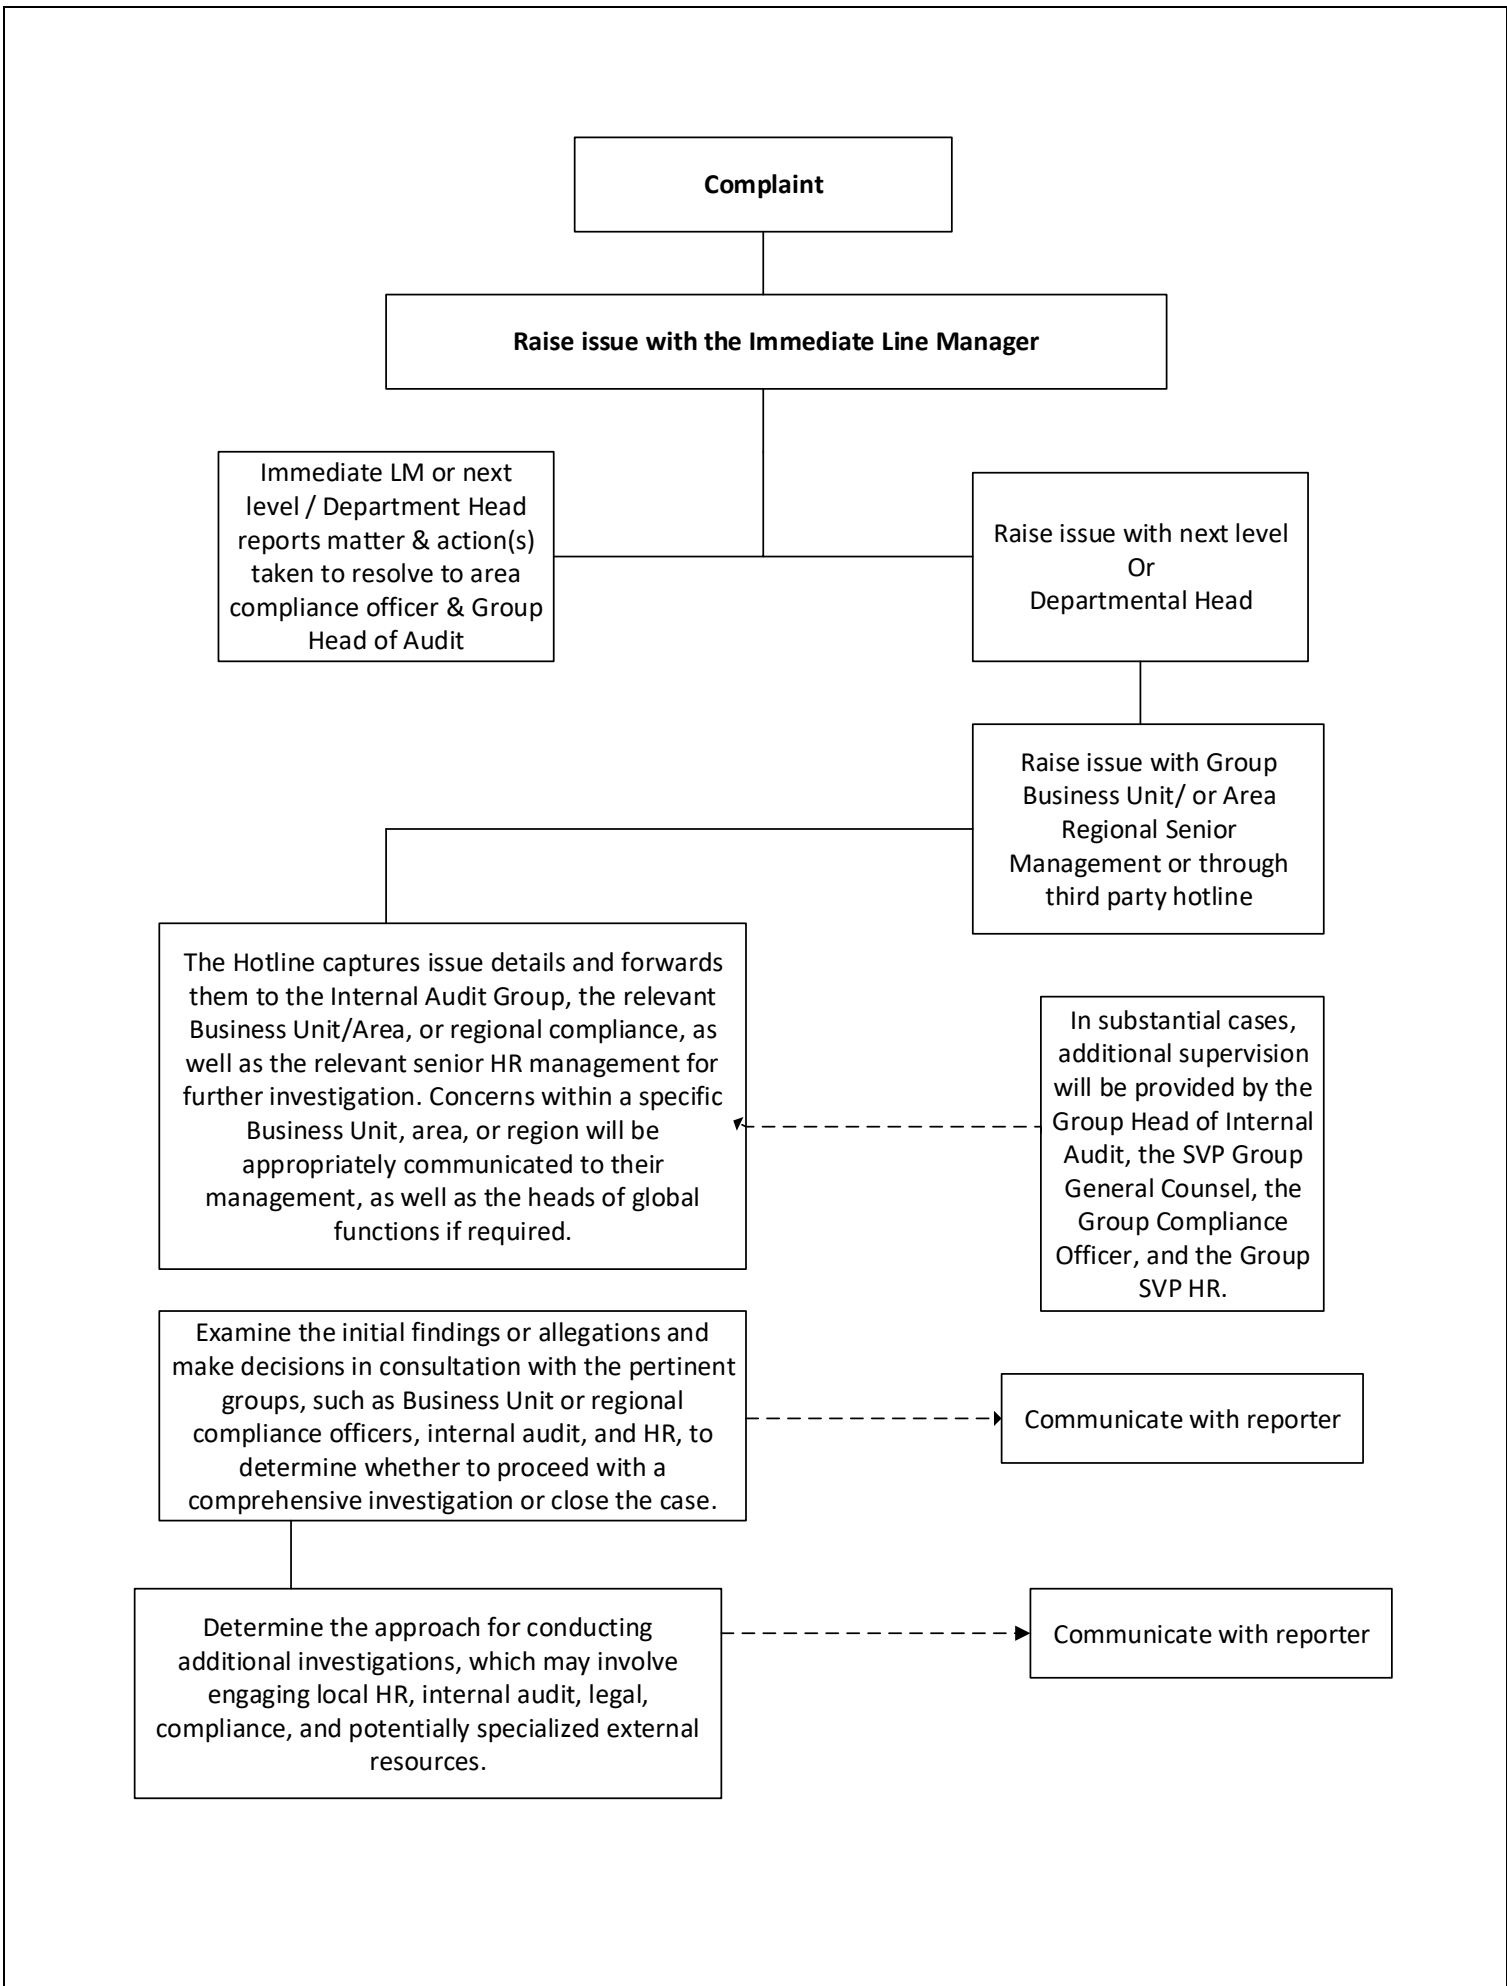 Complaint
Raise issue with the Immediate Line Manager
Immediate LM or next
level / Department Head
reports matter & action(s)
taken to resolve to area
compliance officer & Group
Head of Audit
Raise issue with next level
Or
Departmental Head
Raise issue with Group
Business Unit/ or Area
Regional Senior
Management or through
third party hotline
The Hotline captures issue details and forwards
them to the Internal Audit Group, the relevant
Business Unit/Area, or regional compliance, as
well as the relevant senior HR management for
further investigation. Concerns within a specific
Business Unit, area, or region will be
appropriately communicated to their
management, as well as the heads of global
functions if required.
In substantial cases,
additional supervision
will be provided by the
Group Head of Internal
Audit, the SVP Group
General Counsel, the
Group Compliance
Officer, and the Group
SVP HR.
Examine the initial findings or allegations and
make decisions in consultation with the pertinent
groups, such as Business Unit or regional
compliance officers, internal audit, and HR, to
determine whether to proceed with a
comprehensive investigation or close the case.
Communicate with reporter
Determine the approach for conducting
additional investigations, which may involve
engaging local HR, internal audit, legal,
compliance, and potentially specialized external
resources.
Communicate with reporter